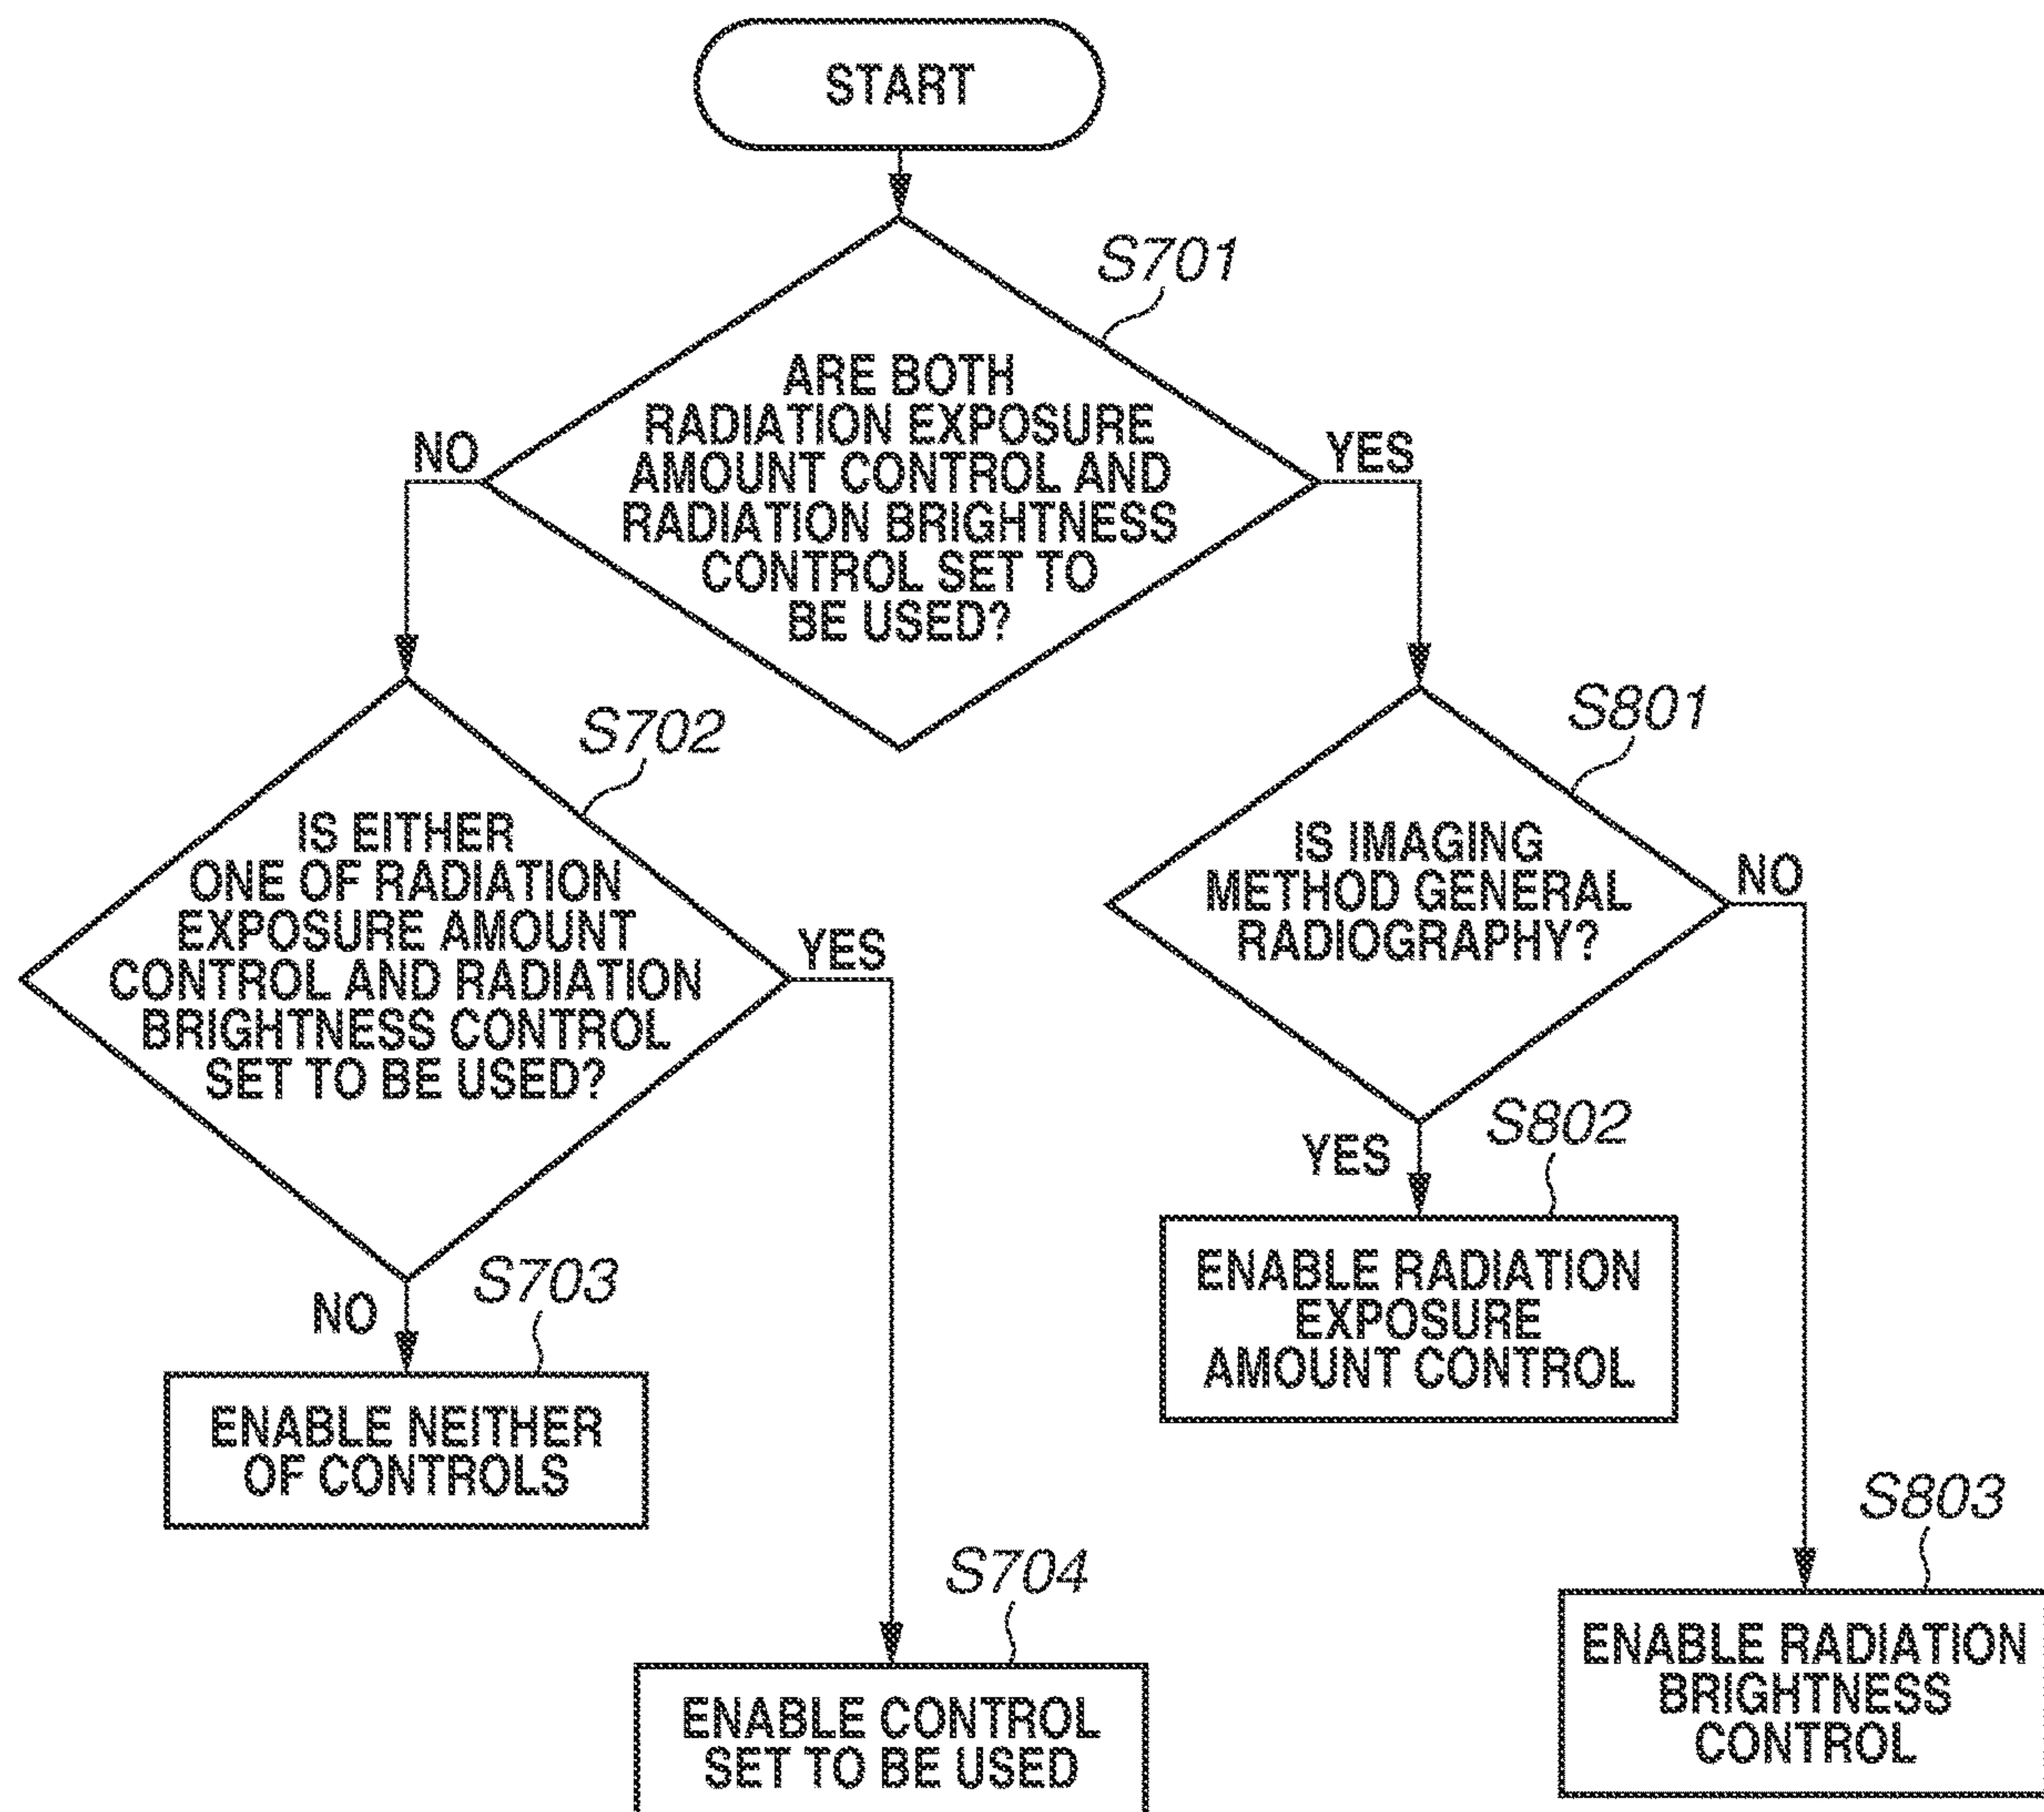 START
S701
ARE BOTH
RADIATION EXPOSURE
AMOUNT CONTROL AND
RADIATION BRIGHTNESS
CONTROL SET TO
BE USED?
NO
YES
S702
IS EITHER
ONE OF RADIATION
EXPOSURE AMOUNT
CONTROL AND RADIATION
BRIGHTNESS CONTROL
SET TO BE USED?
YES
NO
S703
ENABLE NEITHER
OF CONTROLS
S704
ENABLE CONTROL
SET TO BE USED
S801
IS IMAGING
METHOD GENERAL
RADIOGRAPHY?
NO
YES
S802
ENABLE RADIATION
EXPOSURE
AMOUNT CONTROL
S803
ENABLE RADIATION
BRIGHTNESS
CONTROL